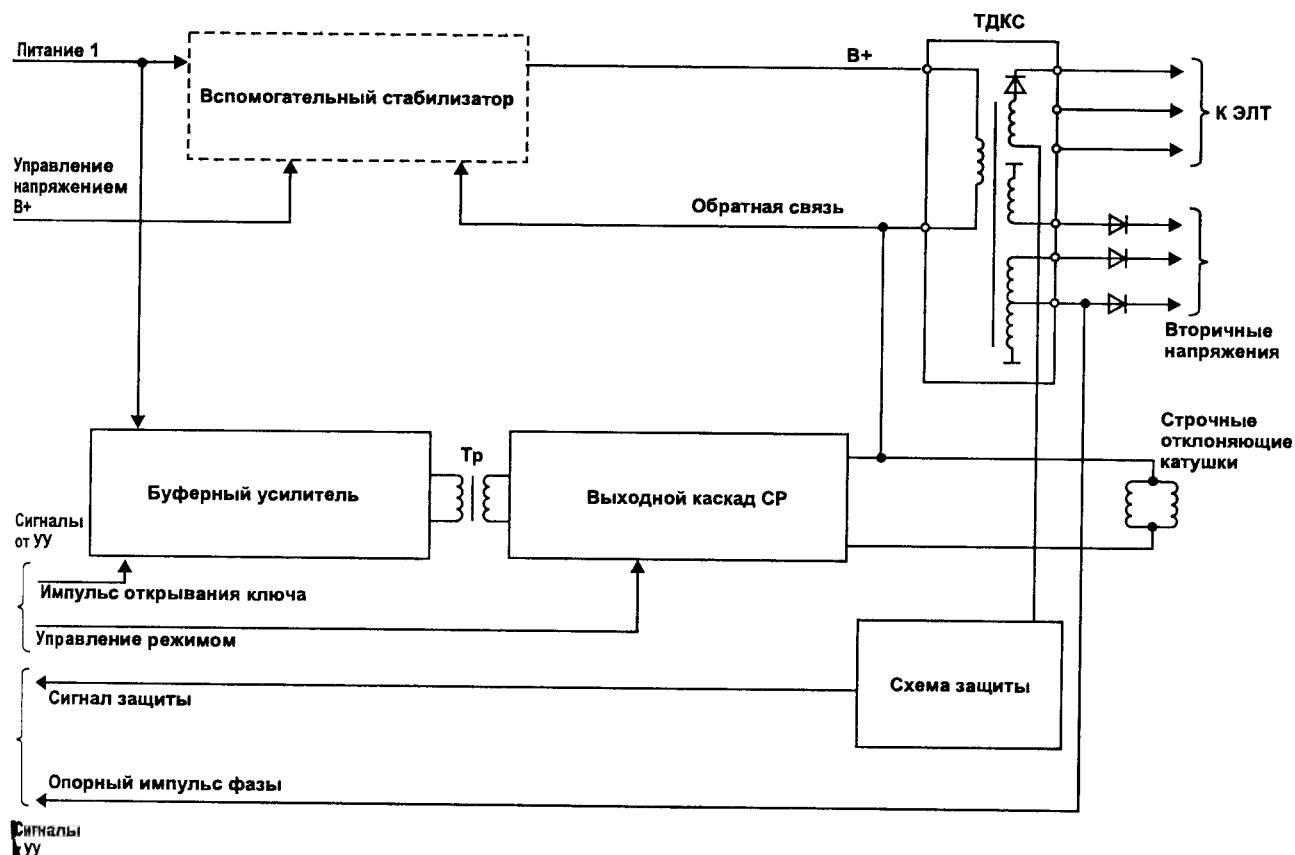 ТДКС
Питание 1
В+
Вспомогательный стабилизатор
К ЭЛТ
Управление
напряжением
В+
Обратная связь
Вторичные
напряжения
Строчные
отклоняющие
катушки
Тр
Буферный усилитель
Выходной каскад СР
Сигналы
от УУ
Импульс открывания ключа
Управление режимом
Схема защиты
Сигнал защиты
Опорный импульс фазы
Сигналы
к УУ